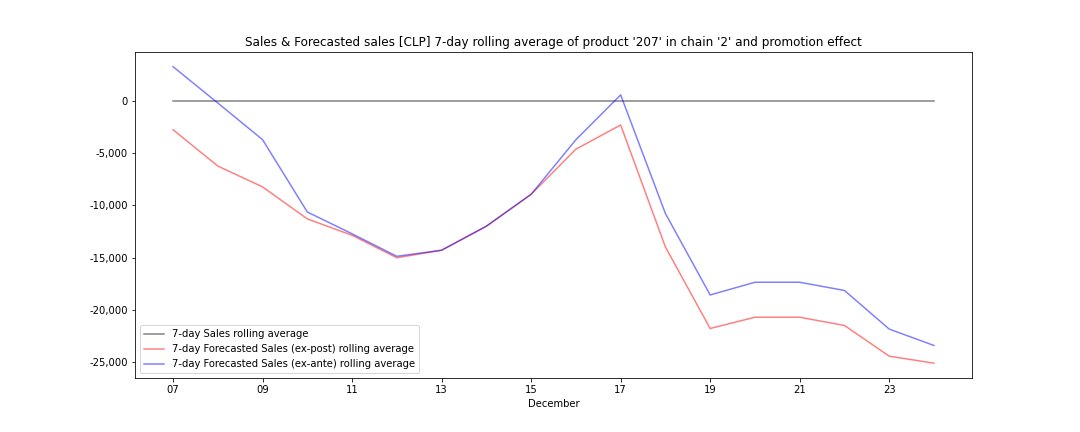 Sales & Forecasted sales [CLP] 7-day rolling average of product '207' in chain '2' and promotion effect
0
-5,000
-10,000
-15,000
-20,000
-25,000
7-day Sales rolling average
7-day Forecasted Sales (ex-post) rolling average
7-day Forecasted Sales (ex-ante) rolling average
07 09 11 13 15 17 19 21 23
December